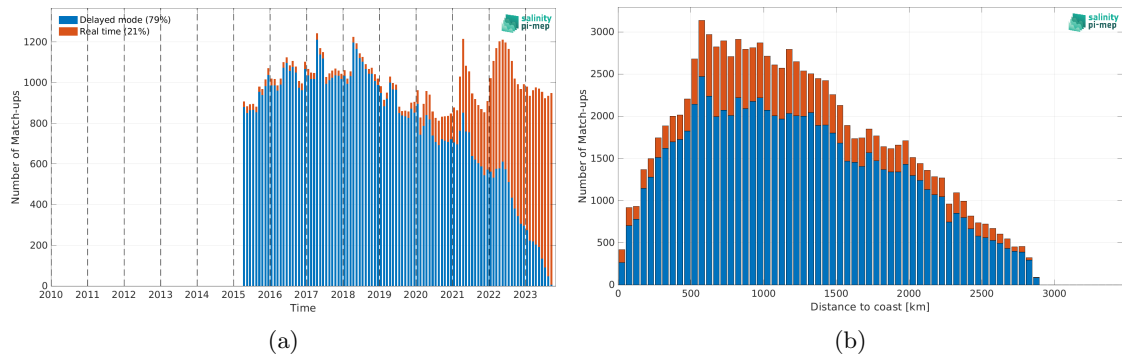 Delayed mode (79%)
Real time (21%)
salinity
pi-mep
Number of Match-ups
1200
1000
800
600
400
200
0
2010 2011 2012 2013 2014 2015 2016 2017 2018 2019 2020 2021 2022 2023
Time
(a)
salinity
pi-mep
Number of Match-ups
3000
2500
2000
1500
1000
500
0
0 500 1000 1500 2000 2500 3000
Distance to coast [km]
(b)